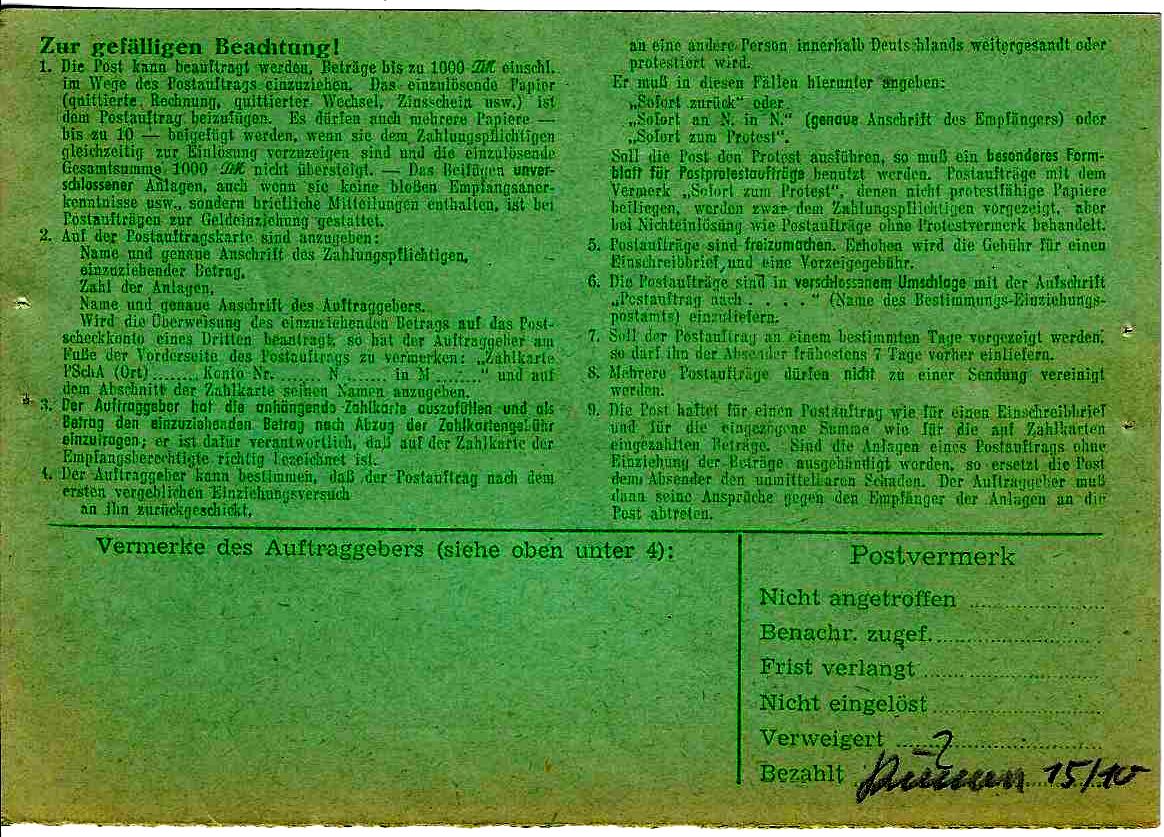 Zur gefälligen Beachtung!
1. Die Post kann beauftragt werden, Beträge bis zu 1000 ℛℳ einschl.
im Wege des Postauftrags einzuziehen. Das einzulösende Papier
(quittierte Rechnung, quittierter Wechsel, Zinsschein usw.) ist
dem Postauftrag beizufügen. Es dürfen auch mehrere Papiere —
bis zu 10 — beigefügt werden, wenn sie dem Zahlungspflichtigen
gleichzeitig zur Einlösung vorzuzeigen sind und die einzulösende
Gesamtsumme 1000 ℛℳ nicht übersteigt. — Das Beifügen unver-
schlossener Anlagen, auch wenn sie keine bloßen Empfangsaner-
kenntnisse usw., sondern briefliche Mitteilungen enthalten, ist bei
Postaufträgen zur Geldeinziehung gestattet.
2. Auf der Postauftragskarte sind anzugeben:
Name und genaue Anschrift des Zahlungspflichtigen,
einzuziehender Betrag,
Zahl der Anlagen,
Name und genaue Anschrift des Auftraggebers.
Wird die Überweisung des einzuziehenden Betrags auf das Post-
scheckkonto eines Dritten beantragt, so hat der Auftraggeber am
Fuße der Vorderseite des Postauftrags zu vermerken: „Zahlkarte
PSchA (Ort) ........ Konto Nr. ...... N ...... in M ........" und auf
dem Abschnitt der Zahlkarte seinen Namen anzugeben.
3. Der Auftraggeber hat die anhängende Zahlkarte auszufüllen und als
Betrag den einzuziehenden Betrag nach Abzug der Zahlkartengebühr
einzutragen; er ist dafür verantwortlich, daß auf der Zahlkarte der
Empfangsberechtigte richtig bezeichnet ist.
4. Der Auftraggeber kann bestimmen, daß der Postauftrag nach dem
ersten vergeblichen Einziehungsversuch
an ihn zurückgeschickt,
an eine andere Person innerhalb Deutschlands weitergesandt oder
protestiert wird.
Er muß in diesen Fällen hierunter angeben:
„Sofort zurück" oder
„Sofort an N. in N." (genaue Anschrift des Empfängers) oder
„Sofort zum Protest".
Soll die Post den Protest ausführen, so muß ein besonderes Form-
blatt für Postprotestaufträge benutzt werden. Postaufträge mit dem
Vermerk „Sofort zum Protest", denen nicht protestfähige Papiere
beiliegen, werden zwar dem Zahlungspflichtigen vorgezeigt, aber
bei Nichteinlösung wie Postaufträge ohne Protestvermerk behandelt.
5. Postaufträge sind freizumachen. Erhoben wird die Gebühr für einen
Einschreibbrief und eine Vorzeigegebühr.
6. Die Postaufträge sind in verschlossenem Umschlage mit der Aufschrift
„Postauftrag nach . . . . ." (Name des Bestimmungs-Einziehungs-
postamts) einzuliefern.
7. Soll der Postauftrag an einem bestimmten Tage vorgezeigt werden,
so darf ihn der Absender frühestens 7 Tage vorher einliefern.
8. Mehrere Postaufträge dürfen nicht zu einer Sendung vereinigt
werden.
9. Die Post haftet für einen Postauftrag wie für einen Einschreibbrief
und für die eingezogene Summe wie für die auf Zahlkarten
eingezahlten Beträge. Sind die Anlagen eines Postauftrags ohne
Einziehung der Beträge ausgehändigt worden, so ersetzt die Post
dem Absender den unmittelbaren Schaden. Der Auftraggeber muß
dann seine Ansprüche gegen den Empfänger der Anlagen an die
Post abtreten.
Vermerke des Auftraggebers (siehe oben unter 4):
Postvermerk
Nicht angetroffen
Benachr. zugef.
Frist verlangt
Nicht eingelöst
Verweigert
Bezahlt 15/10